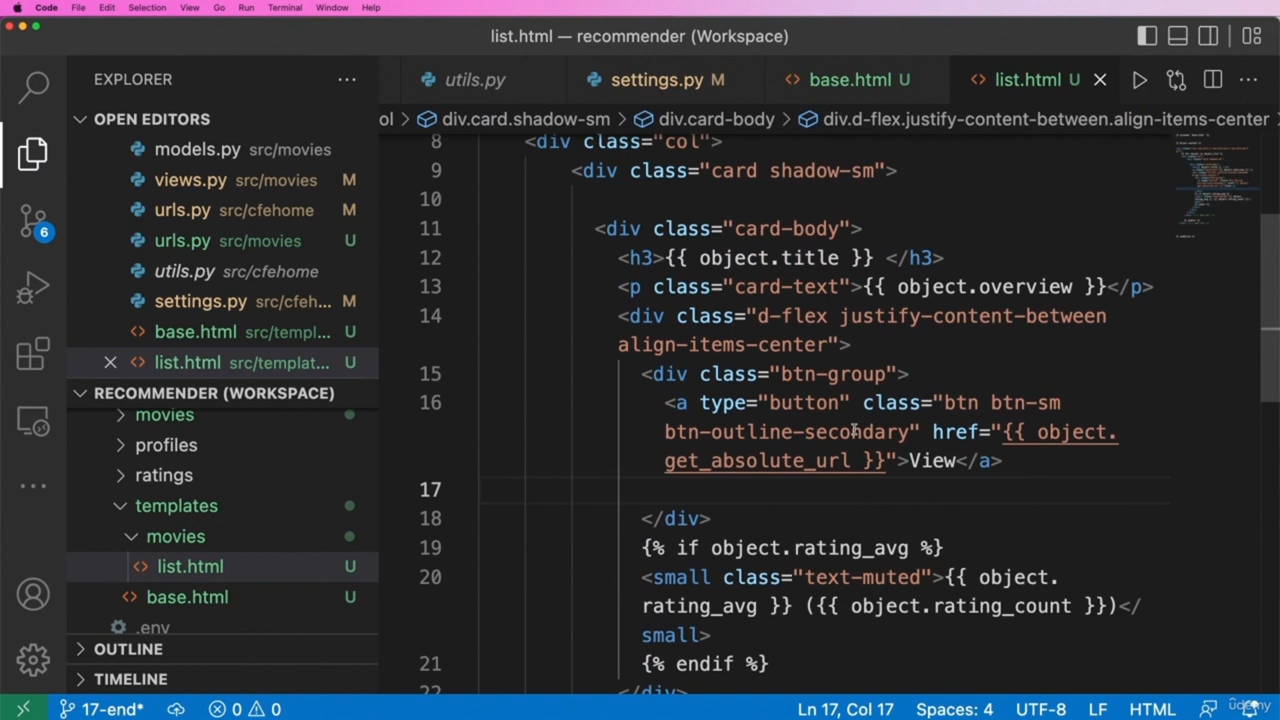 Code File Edit Selection View Go Run Terminal Window Help
list.html — recommender (Workspace)
EXPLORER
utils.py
settings.py M
base.html U
list.html U
OPEN EDITORS
ol > div.card.shadow-sm > div.card-body > div.d-flex.justify-content-between.align-items-center
models.py src/movies
views.py src/movies M
urls.py src/cfehome M
urls.py src/movies U
utils.py src/cfehome
settings.py src/cfeh... M
base.html src/templ... U
list.html src/templat... U
RECOMMENDER (WORKSPACE)
movies
profiles
ratings
templates
movies
list.html U
base.html U
.env
OUTLINE
TIMELINE
6
8 <div class="col">
9 <div class="card shadow-sm">
10
11 <div class="card-body">
12 <h3>{{ object.title }} </h3>
13 <p class="card-text">{{ object.overview }}</p>
14 <div class="d-flex justify-content-between
align-items-center">
15 <div class="btn-group">
16 <a type="button" class="btn btn-sm
btn-outline-secondary" href="{{ object.
get_absolute_url }}">View</a>
17
18 </div>
19 {% if object.rating_avg %}
20 <small class="text-muted">{{ object.
rating_avg }} ({{ object.rating_count }})</
small>
21 {% endif %}
22 </div>
17-end* 0 0 Ln 17, Col 17 Spaces: 4 UTF-8 LF HTML
udemy